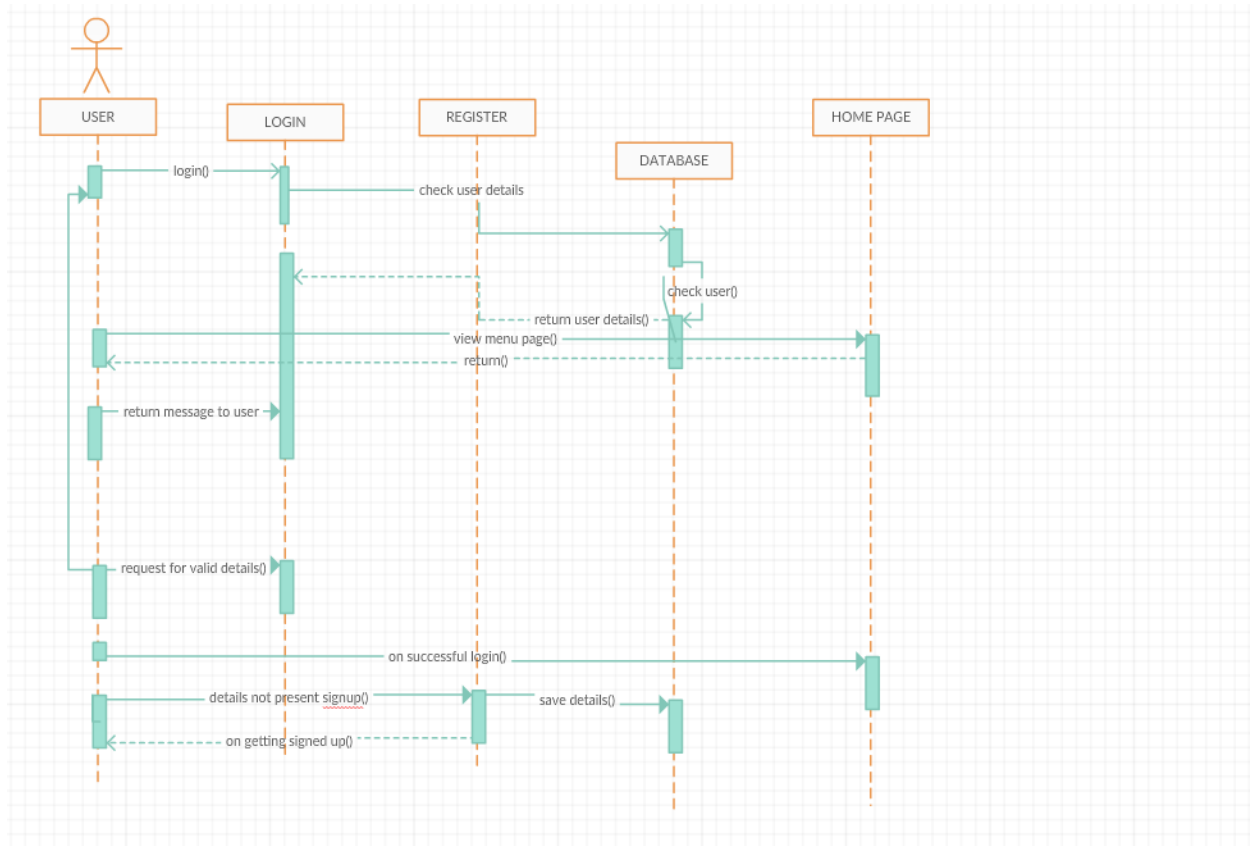 USER
LOGIN
REGISTER
DATABASE
HOME PAGE
login()
check user details
check user()
return user details()
view menu page()
return()
return message to user
request for valid details()
on successful login()
details not present signup()
save details()
on getting signed up()